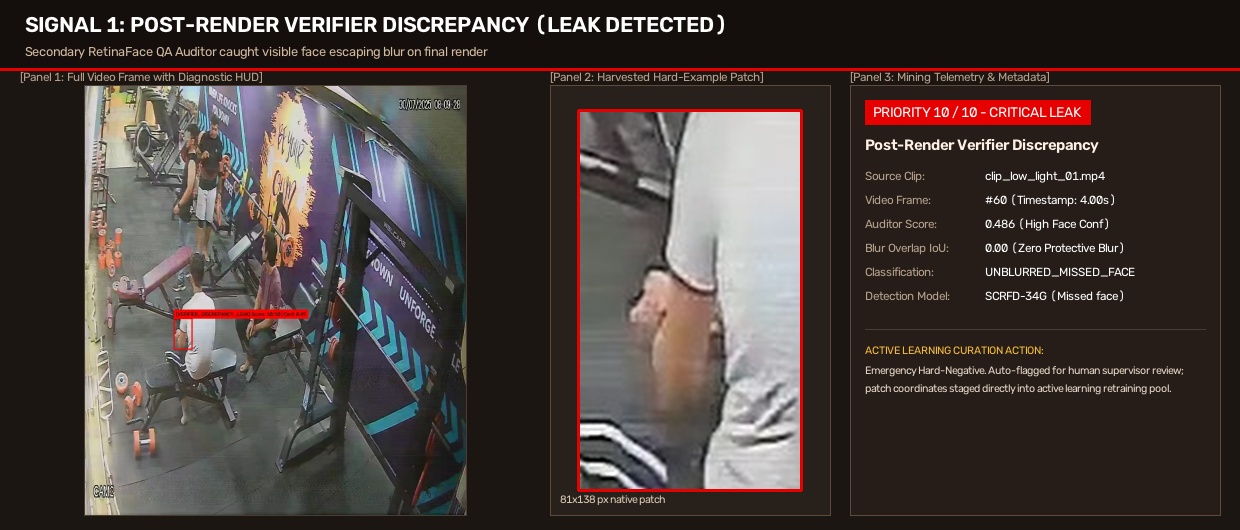 SIGNAL 1: POST-RENDER VERIFIER DISCREPANCY (LEAK DETECTED)
Secondary RetinaFace QA Auditor caught visible face escaping blur on final render
[Panel 1: Full Video Frame with Diagnostic HUD]
30/07/2025 08-09-28
UNFORGE
CAM2
[Panel 2: Harvested Hard-Example Patch]
81x138 px native patch
[Panel 3: Mining Telemetry & Metadata]
PRIORITY 10 / 10 - CRITICAL LEAK
Post-Render Verifier Discrepancy
Source Clip: clip_low_light_01.mp4
Video Frame: #60 (Timestamp: 4.00s)
Auditor Score: 0.486 (High Face Conf)
Blur Overlap IoU: 0.00 (Zero Protective Blur)
Classification: UNBLURRED_MISSED_FACE
Detection Model: SCRFD-34G (Missed face)
ACTIVE LEARNING CURATION ACTION:
Emergency Hard-Negative. Auto-flagged for human supervisor review;
patch coordinates staged directly into active learning retraining pool.